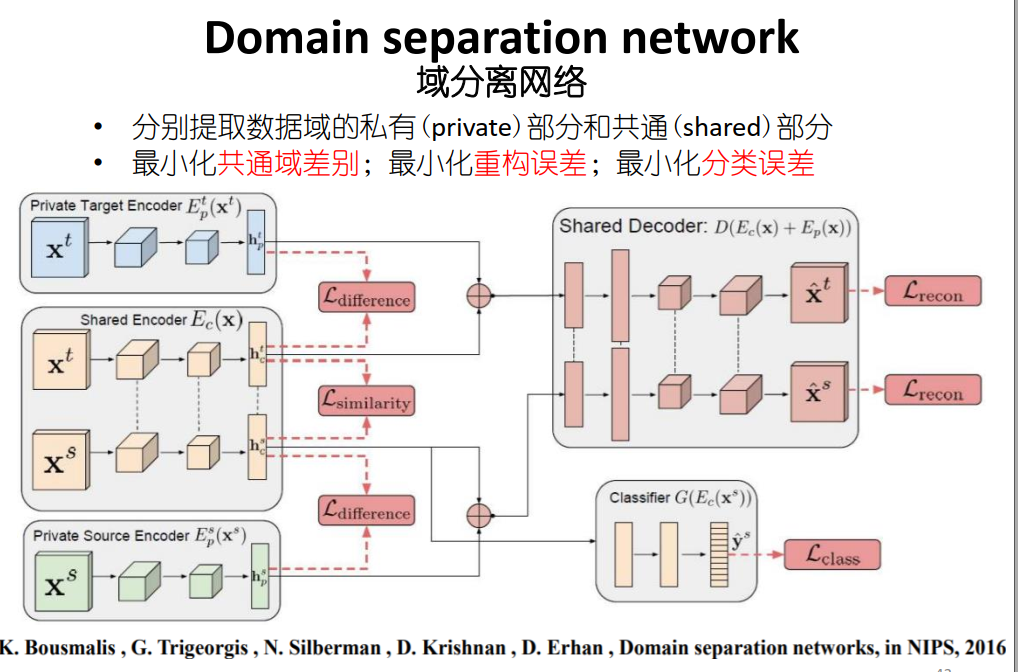 Domain separation network
域分离网络
• 分别提取数据域的私有(private)部分和共通(shared)部分
• 最小化共通域差别；最小化重构误差；最小化分类误差
Private Target Encoder $E_p^t(\mathbf{x}^t)$
$\mathbf{x}^t$
$\mathbf{h}_p^t$
$\mathcal{L}_{\text{difference}}$
Shared Encoder $E_c(\mathbf{x})$
$\mathbf{x}^t$
$\mathbf{h}_c^t$
$\mathcal{L}_{\text{similarity}}$
$\mathbf{x}^s$
$\mathbf{h}_c^s$
$\mathcal{L}_{\text{difference}}$
Private Source Encoder $E_p^s(\mathbf{x}^s)$
$\mathbf{x}^s$
$\mathbf{h}_p^s$
Shared Decoder: $D(E_c(\mathbf{x}) + E_p(\mathbf{x}))$
$\hat{\mathbf{x}}^t$
$\mathcal{L}_{\text{recon}}$
$\hat{\mathbf{x}}^s$
$\mathcal{L}_{\text{recon}}$
Classifier $G(E_c(\mathbf{x}^s))$
$\hat{\mathbf{y}}^s$
$\mathcal{L}_{\text{class}}$
K. Bousmalis , G. Trigeorgis , N. Silberman , D. Krishnan , D. Erhan , Domain separation networks, in NIPS, 2016